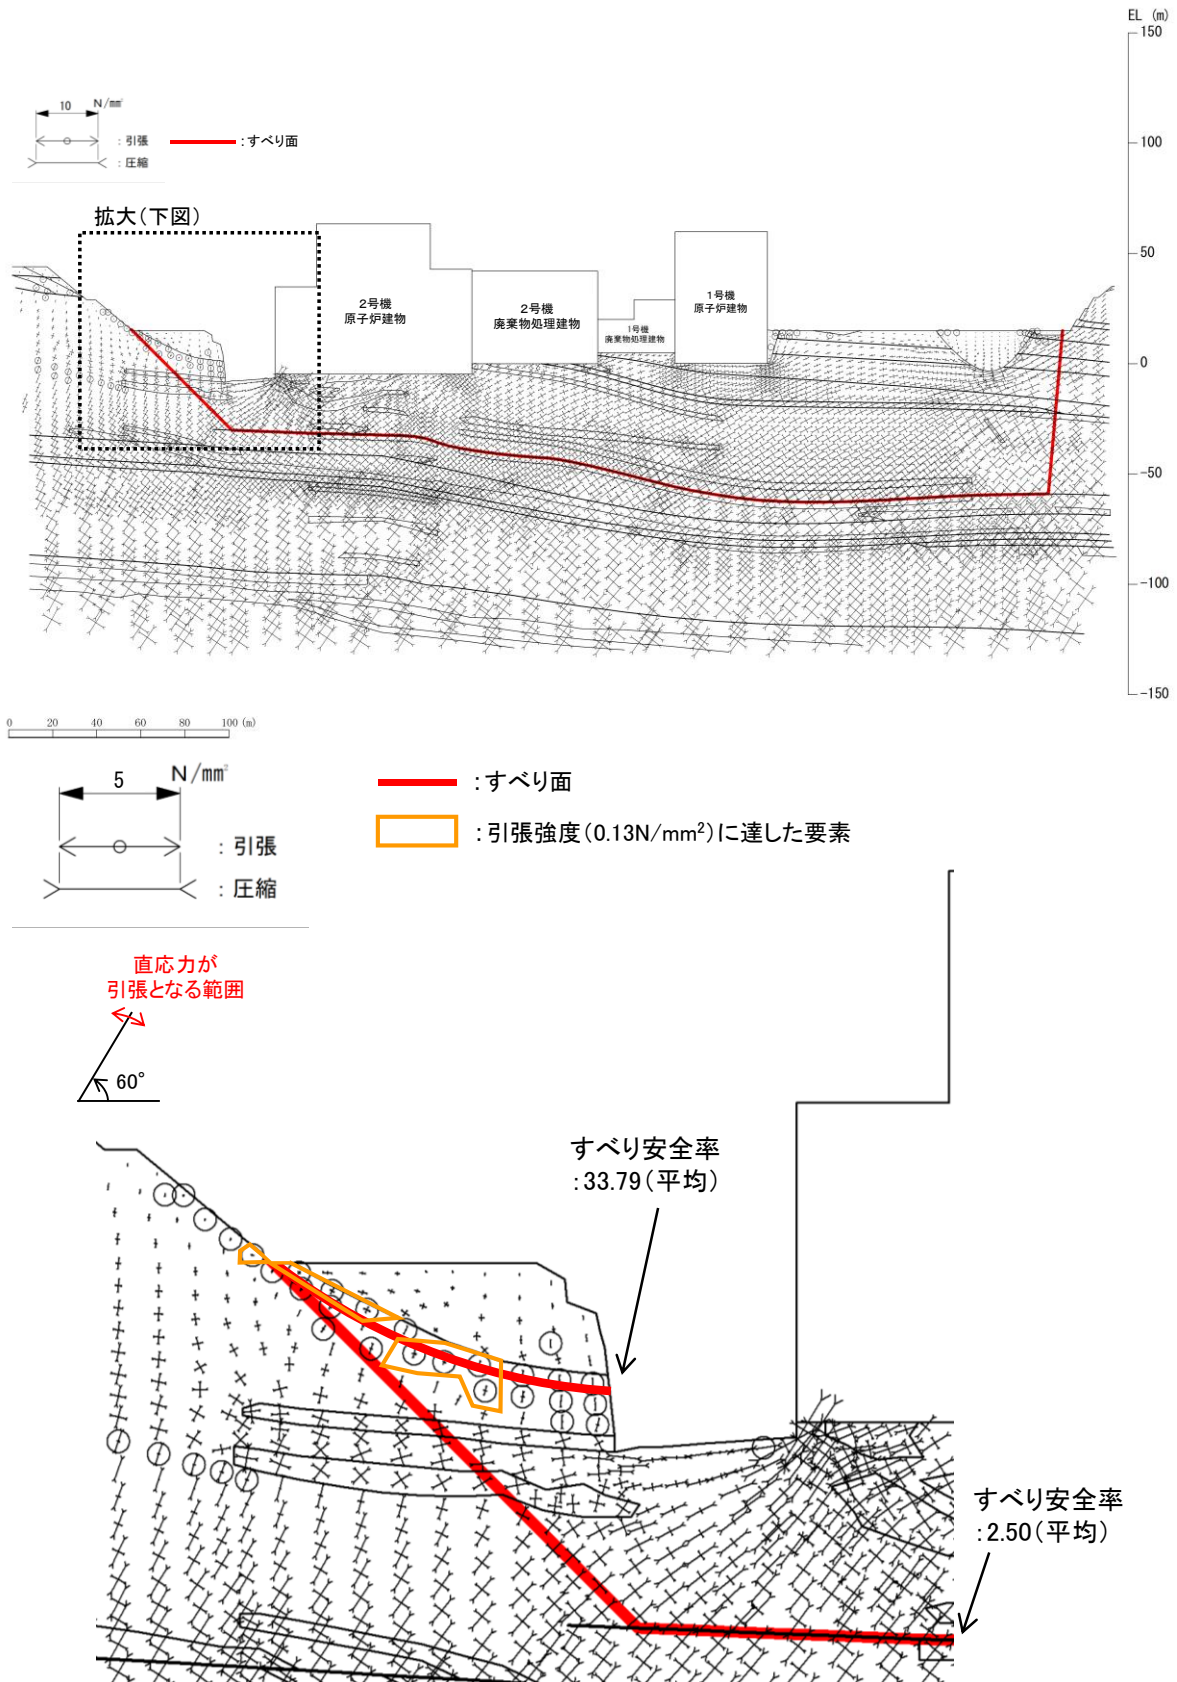 EL (m)
150
100
50
0
-50
-100
-150
10 N/mm²
：引張
：圧縮
：すべり面
拡大（下図）
2号機
原子炉建物
2号機
廃棄物処理建物
1号機
廃棄物処理建物
1号機
原子炉建物
0 20 40 60 80 100 (m)
5 N/mm²
：引張
：圧縮
：すべり面
：引張強度（0.13N/mm²）に達した要素
直応力が
引張となる範囲
60°
すべり安全率
：33.79（平均）
すべり安全率
：2.50（平均）